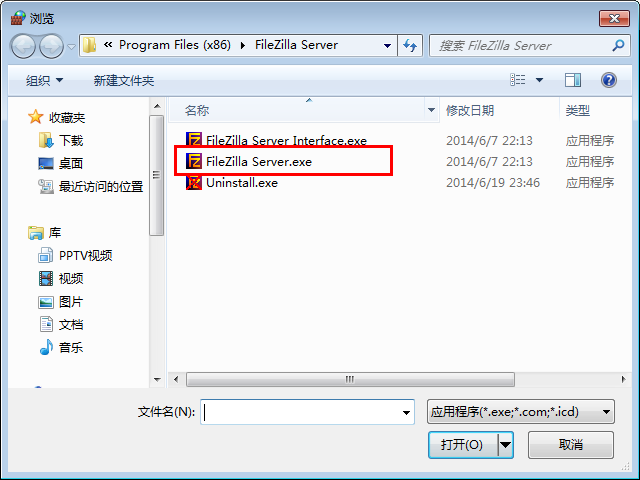 浏览
« Program Files (x86) FileZilla Server 搜索 FileZilla Server
组织 新建文件夹
名称 修改日期 类型
收藏夹
下载
桌面
最近访问的位置
库
PPTV视频
视频
图片
文档
音乐
FileZilla Server Interface.exe 2014/6/7 22:13 应用程序
FileZilla Server.exe 2014/6/7 22:13 应用程序
Uninstall.exe 2014/6/19 23:46 应用程序
文件名(N): 应用程序(*.exe;*.com;*.icd)
打开(O) 取消